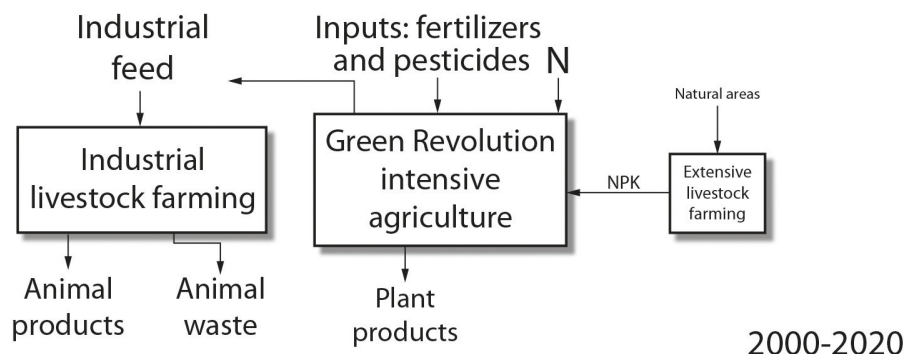 Industrial
feed
Inputs: fertilizers
and pesticides
N
Natural areas
Industrial
livestock farming
Green Revolution
intensive
agriculture
NPK
Extensive
livestock
farming
Animal
products
Animal
waste
Plant
products
2000-2020